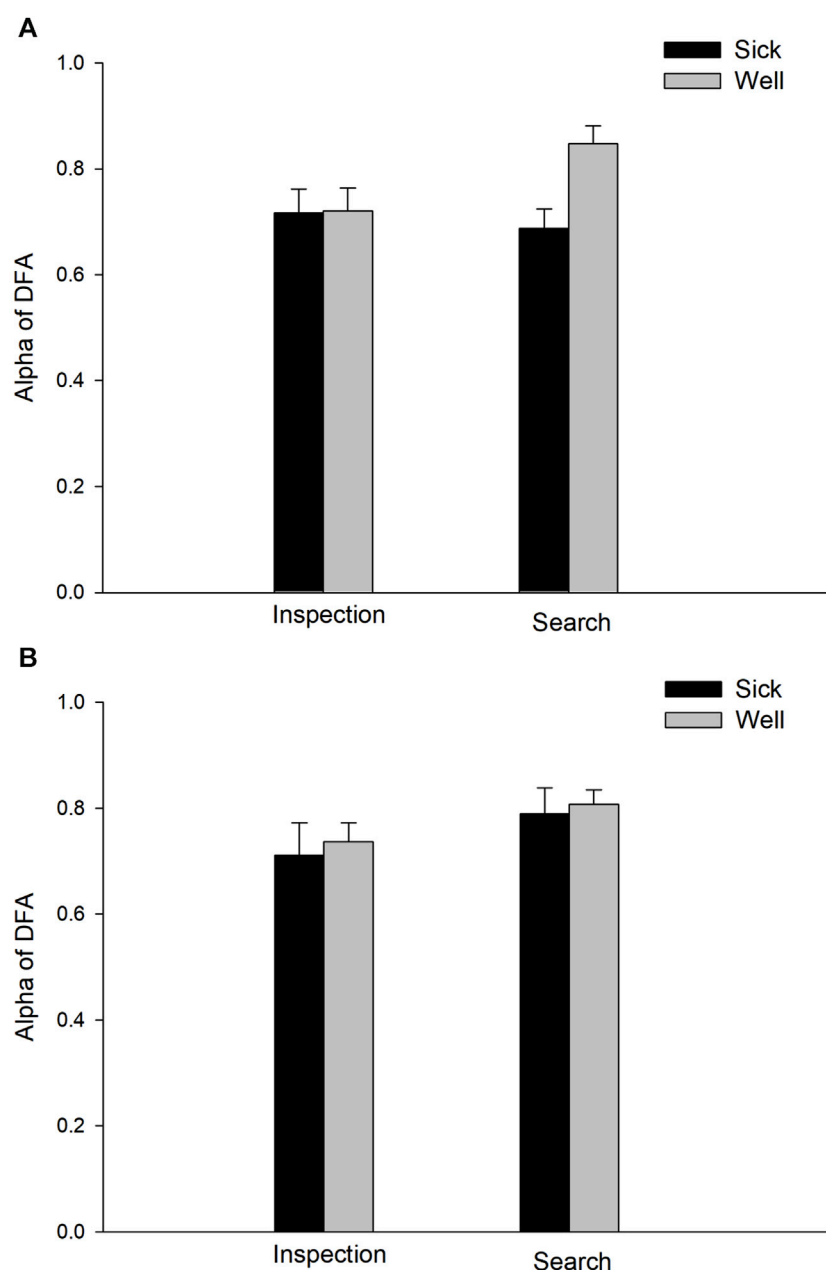 A
Sick
Well
1.0
0.8
0.6
0.4
0.2
0.0
Alpha of DFA
Inspection
Search
B
Sick
Well
1.0
0.8
0.6
0.4
0.2
0.0
Alpha of DFA
Inspection
Search